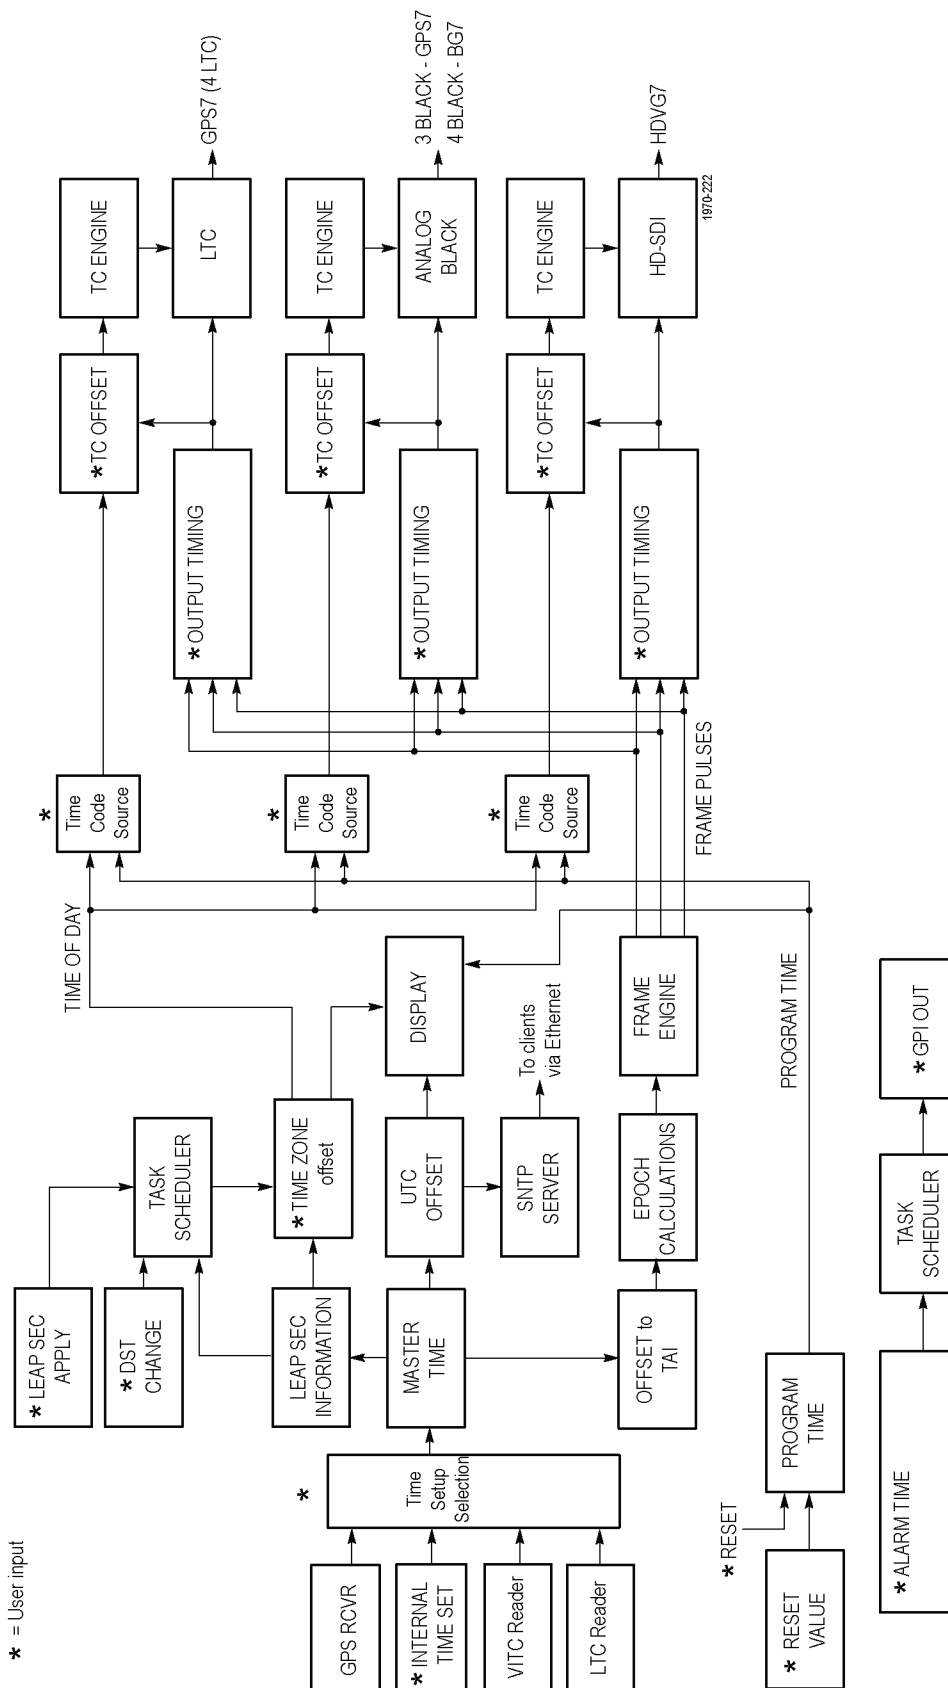 * = User input
* LEAP SEC
APPLY
* DST
CHANGE
TASK
SCHEDULER
TIME OF DAY
*
Time
Code
Source
* TC OFFSET
TC ENGINE
* OUTPUT TIMING
LTC
GPS7 (4 LTC)
LEAP SEC
INFORMATION
* TIME ZONE
offset
*
Time
Code
Source
* TC OFFSET
TC ENGINE
*
Time
Setup
Selection
GPS RCVR
* INTERNAL
TIME SET
VITC Reader
LTC Reader
MASTER
TIME
UTC
OFFSET
DISPLAY
* OUTPUT TIMING
ANALOG
BLACK
3 BLACK - GPS7
4 BLACK - BG7
SNTP
SERVER
To clients
via Ethernet
*
Time
Code
Source
* TC OFFSET
TC ENGINE
OFFSET to
TAI
EPOCH
CALCULATIONS
FRAME
ENGINE
FRAME PULSES
* OUTPUT TIMING
HD-SDI
HDVG7
1970-222
* RESET
* RESET
VALUE
PROGRAM
TIME
PROGRAM TIME
* ALARM TIME
TASK
SCHEDULER
* GPI OUT